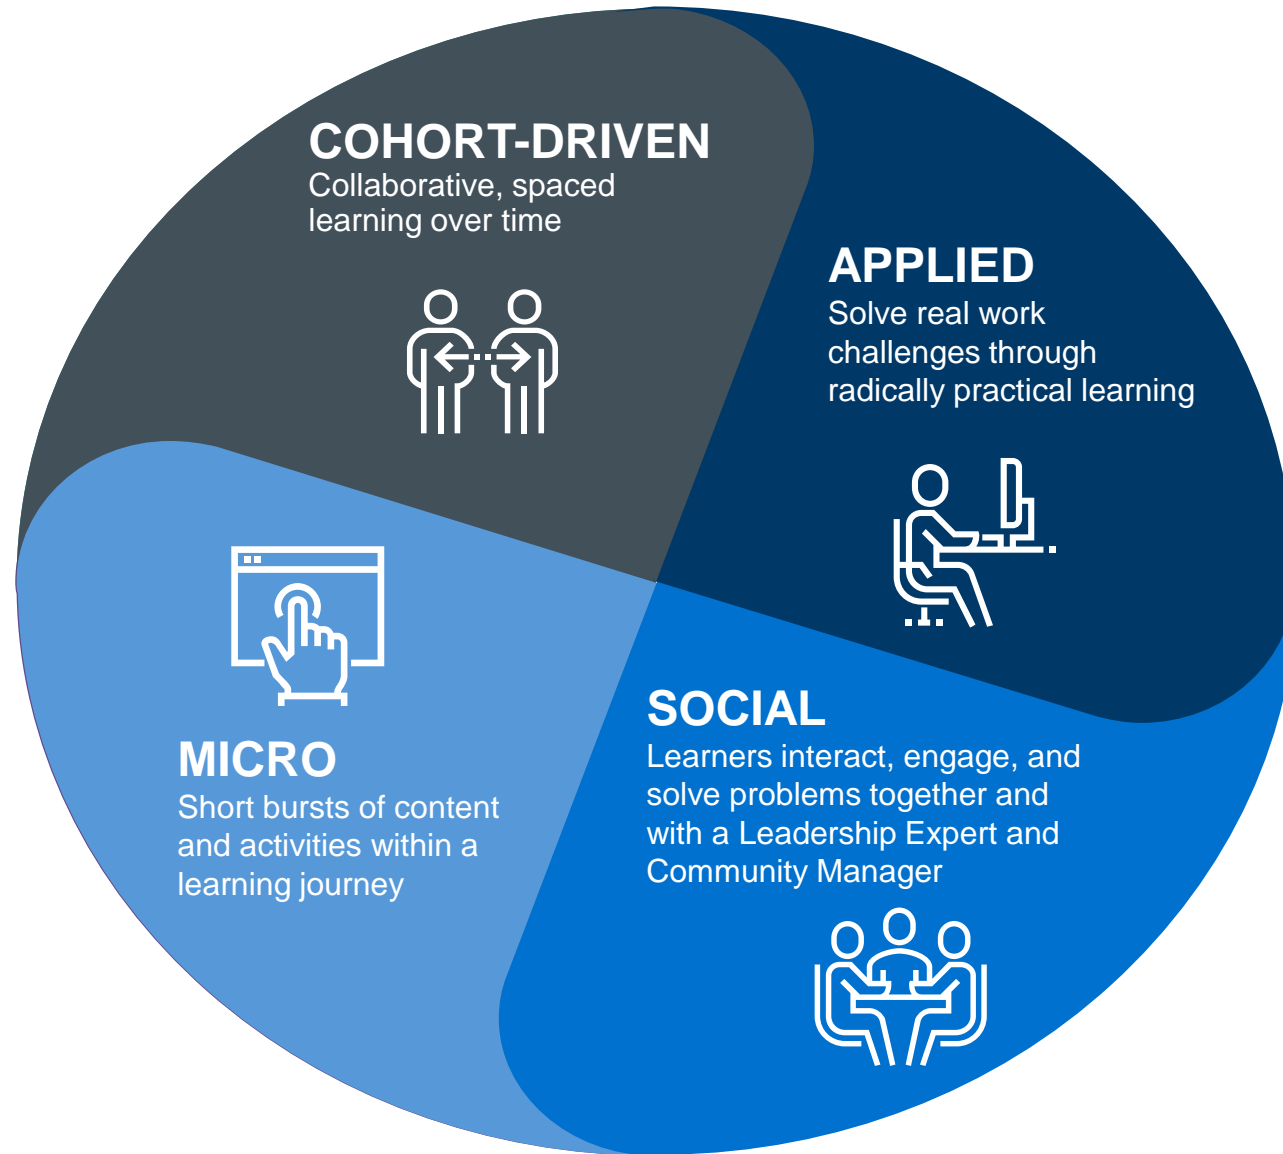 COHORT-DRIVEN
Collaborative, spaced
learning over time
APPLIED
Solve real work
challenges through
radically practical learning
MICRO
Short bursts of content
and activities within a
learning journey
SOCIAL
Learners interact, engage, and
solve problems together and
with a Leadership Expert and
Community Manager